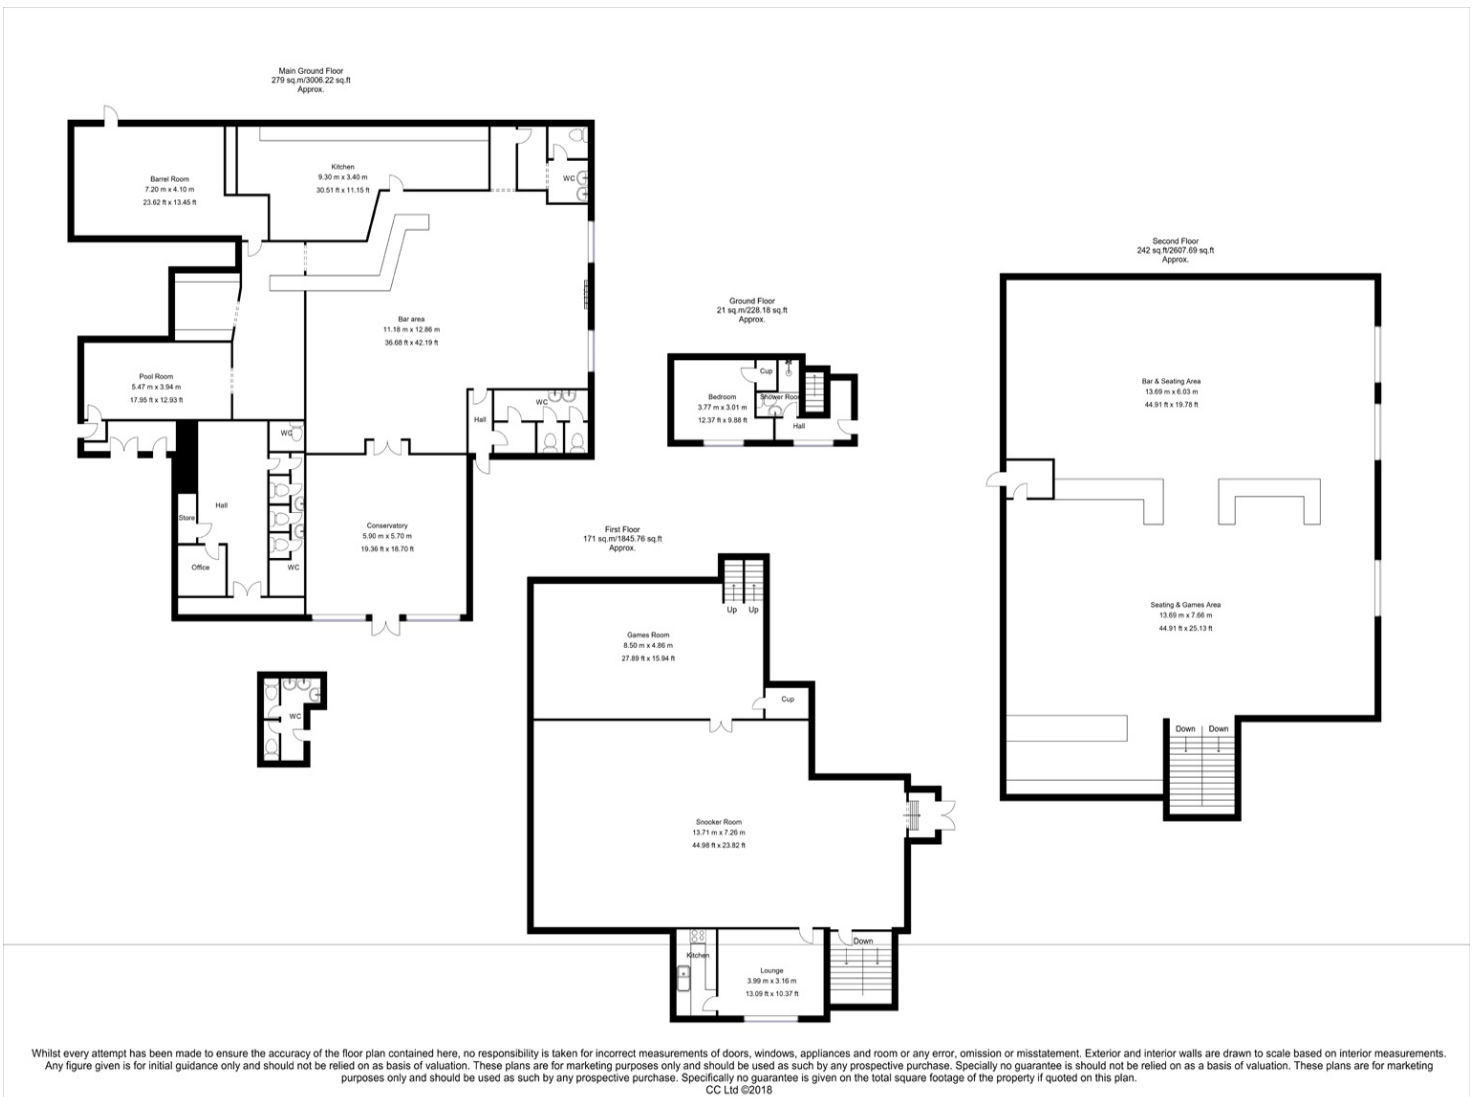 Main Ground Floor
279 sq.m/3006.22 sq.ft
Approx.
Barrel Room
7.20 m x 4.10 m
23.62 ft x 13.45 ft
Kitchen
9.30 m x 3.40 m
30.51 ft x 11.15 ft
WC
Bar area
11.18 m x 12.86 m
36.68 ft x 42.19 ft
Pool Room
5.47 m x 3.94 m
17.95 ft x 12.93 ft
WC
Hall
WC
Hall
Store
Office
WC
Conservatory
5.90 m x 5.70 m
19.36 ft x 18.70 ft
WC
Ground Floor
21 sq.m/228.18 sq.ft
Approx.
Bedroom
3.77 m x 3.01 m
12.37 ft x 9.88 ft
Cup
Shower Room
Hall
First Floor
171 sq.m/1845.76 sq.ft
Approx.
Up
Up
Games Room
8.50 m x 4.86 m
27.89 ft x 15.94 ft
Cup
Snooker Room
13.71 m x 7.26 m
44.98 ft x 23.82 ft
Kitchen
Lounge
3.99 m x 3.16 m
13.09 ft x 10.37 ft
Down
Second Floor
242 sq.ft/2607.69 sq.ft
Approx.
Bar & Seating Area
13.69 m x 6.03 m
44.91 ft x 19.78 ft
Seating & Games Area
13.69 m x 7.66 m
44.91 ft x 25.13 ft
Down
Down
Whilst every attempt has been made to ensure the accuracy of the floor plan contained here, no responsibility is taken for incorrect measurements of doors, windows, appliances and room or any error, omission or misstatement. Exterior and interior walls are drawn to scale based on interior measurements.
Any figure given is for initial guidance only and should not be relied on as basis of valuation. These plans are for marketing purposes only and should be used as such by any prospective purchase. Specially no guarantee is should not be relied on as a basis of valuation. These plans are for marketing
purposes only and should be used as such by any prospective purchase. Specifically no guarantee is given on the total square footage of the property if quoted on this plan.
CC Ltd ©2018